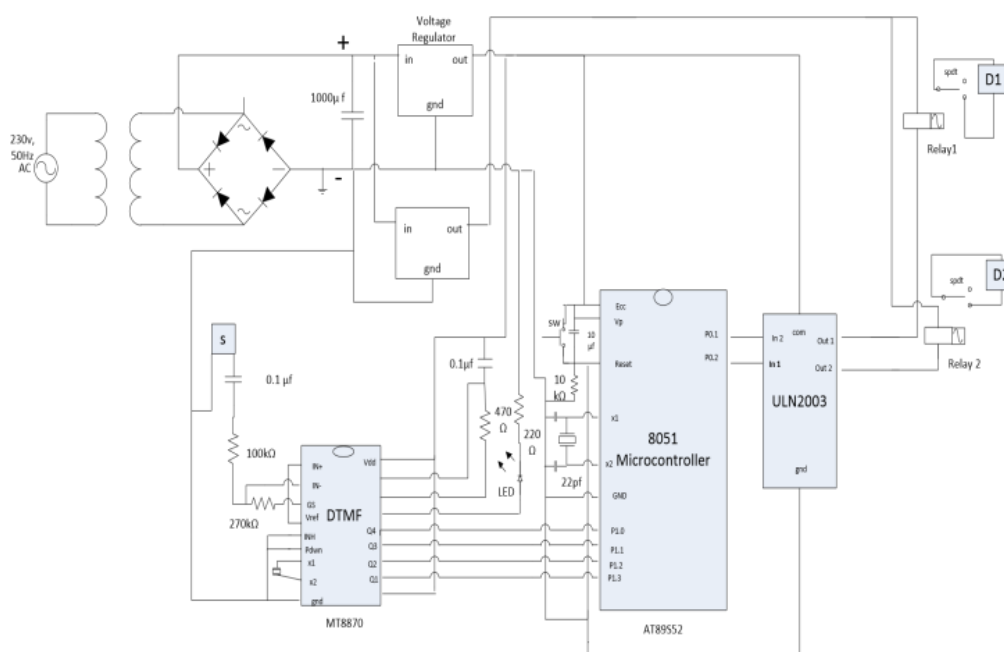 Voltage
Regulator
+
in
out
gnd
1000µ f
230v,
50Hz
AC
+
-
in
out
gnd
spdt
D1
Relay1
spdt
Relay 2
S
0.1 µf
100kΩ
270kΩ
0.1µf
470
Ω
220
Ω
LED
sw
10
µf
10
kΩ
22pf
IN+
IN-
GS
Vref
INH
Pdwn
x1
x2
gnd
DTMF
Vdd
Q4
Q3
Q2
Q1
MT8870
Ecc
Vp
Reset
x1
x2
GND
P1.0
P1.1
P1.2
P1.3
P0.1
P0.2
8051
Microcontroller
AT89S52
In 2
In 1
com
Out 1
Out 2
ULN2003
gnd